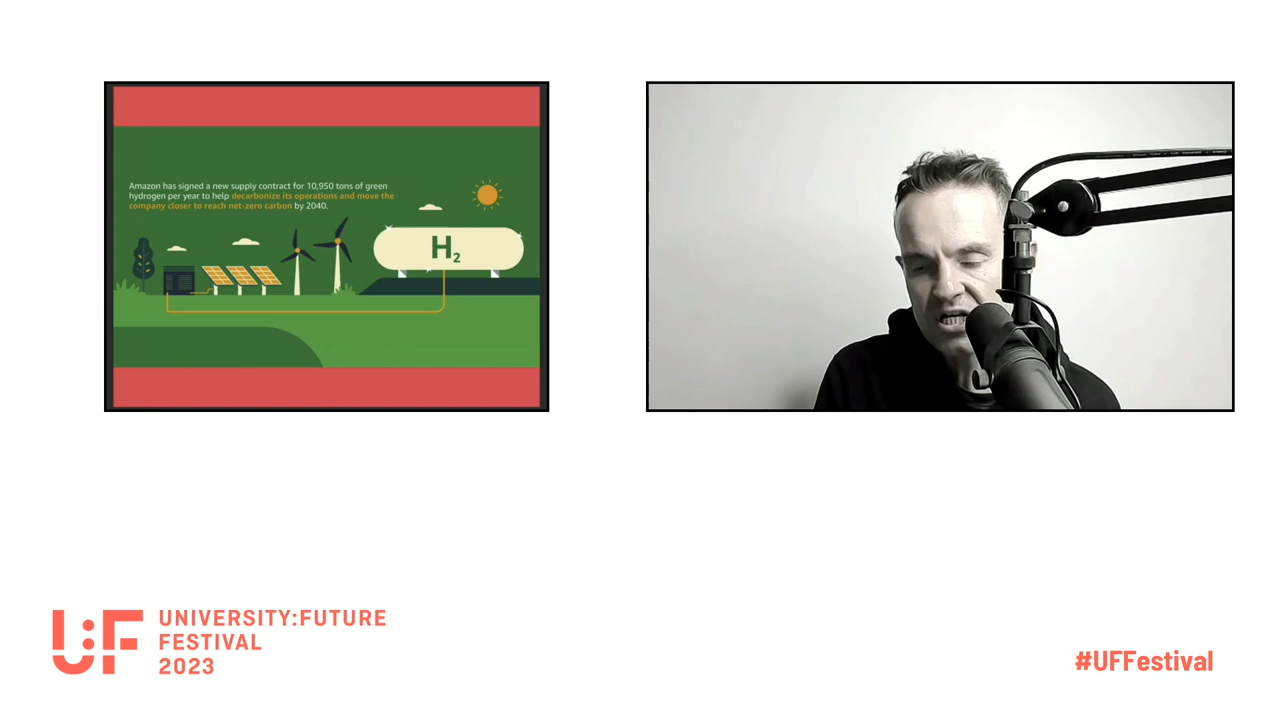 Amazon has signed a new supply contract for 10,950 tons of green
hydrogen per year to help decarbonize its operations and move the
company closer to reach net-zero carbon by 2040.
H2
U:F
UNIVERSITY:FUTURE
FESTIVAL
2023
#UFFestival